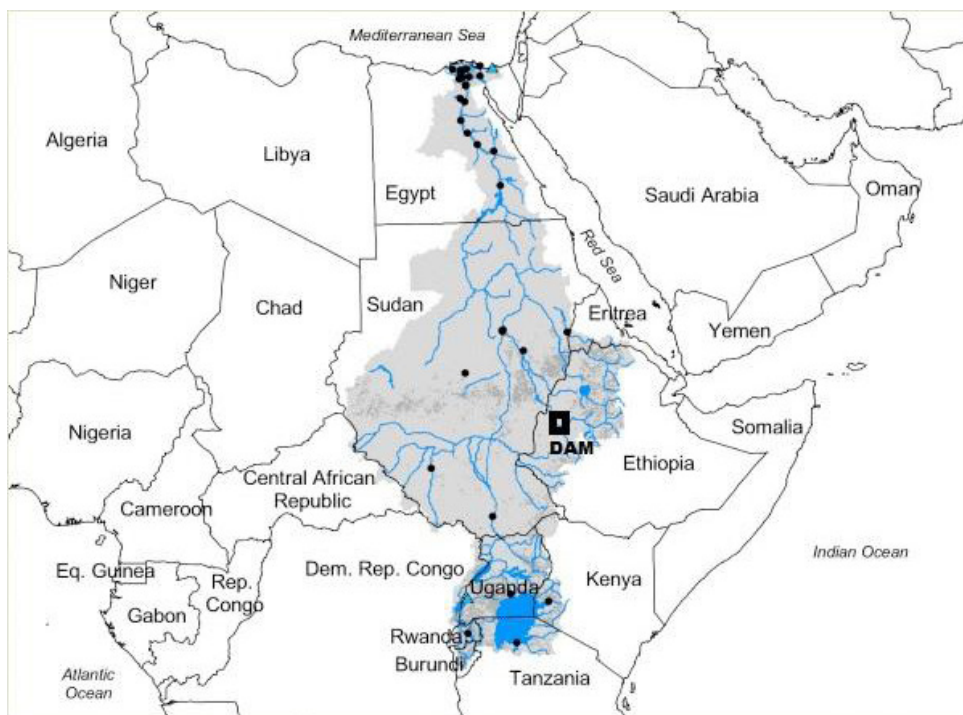 Mediterranean Sea
Algeria
Libya
Egypt
Saudi Arabia
Oman
Red Sea
Niger
Chad
Sudan
Eritrea
Yemen
Nigeria
DAM
Ethiopia
Somalia
Central African
Republic
Cameroon
Eq. Guinea
Rep.
Congo
Gabon
Dem. Rep. Congo
Uganda
Kenya
Indian Ocean
Rwanda
Burundi
Tanzania
Atlantic
Ocean